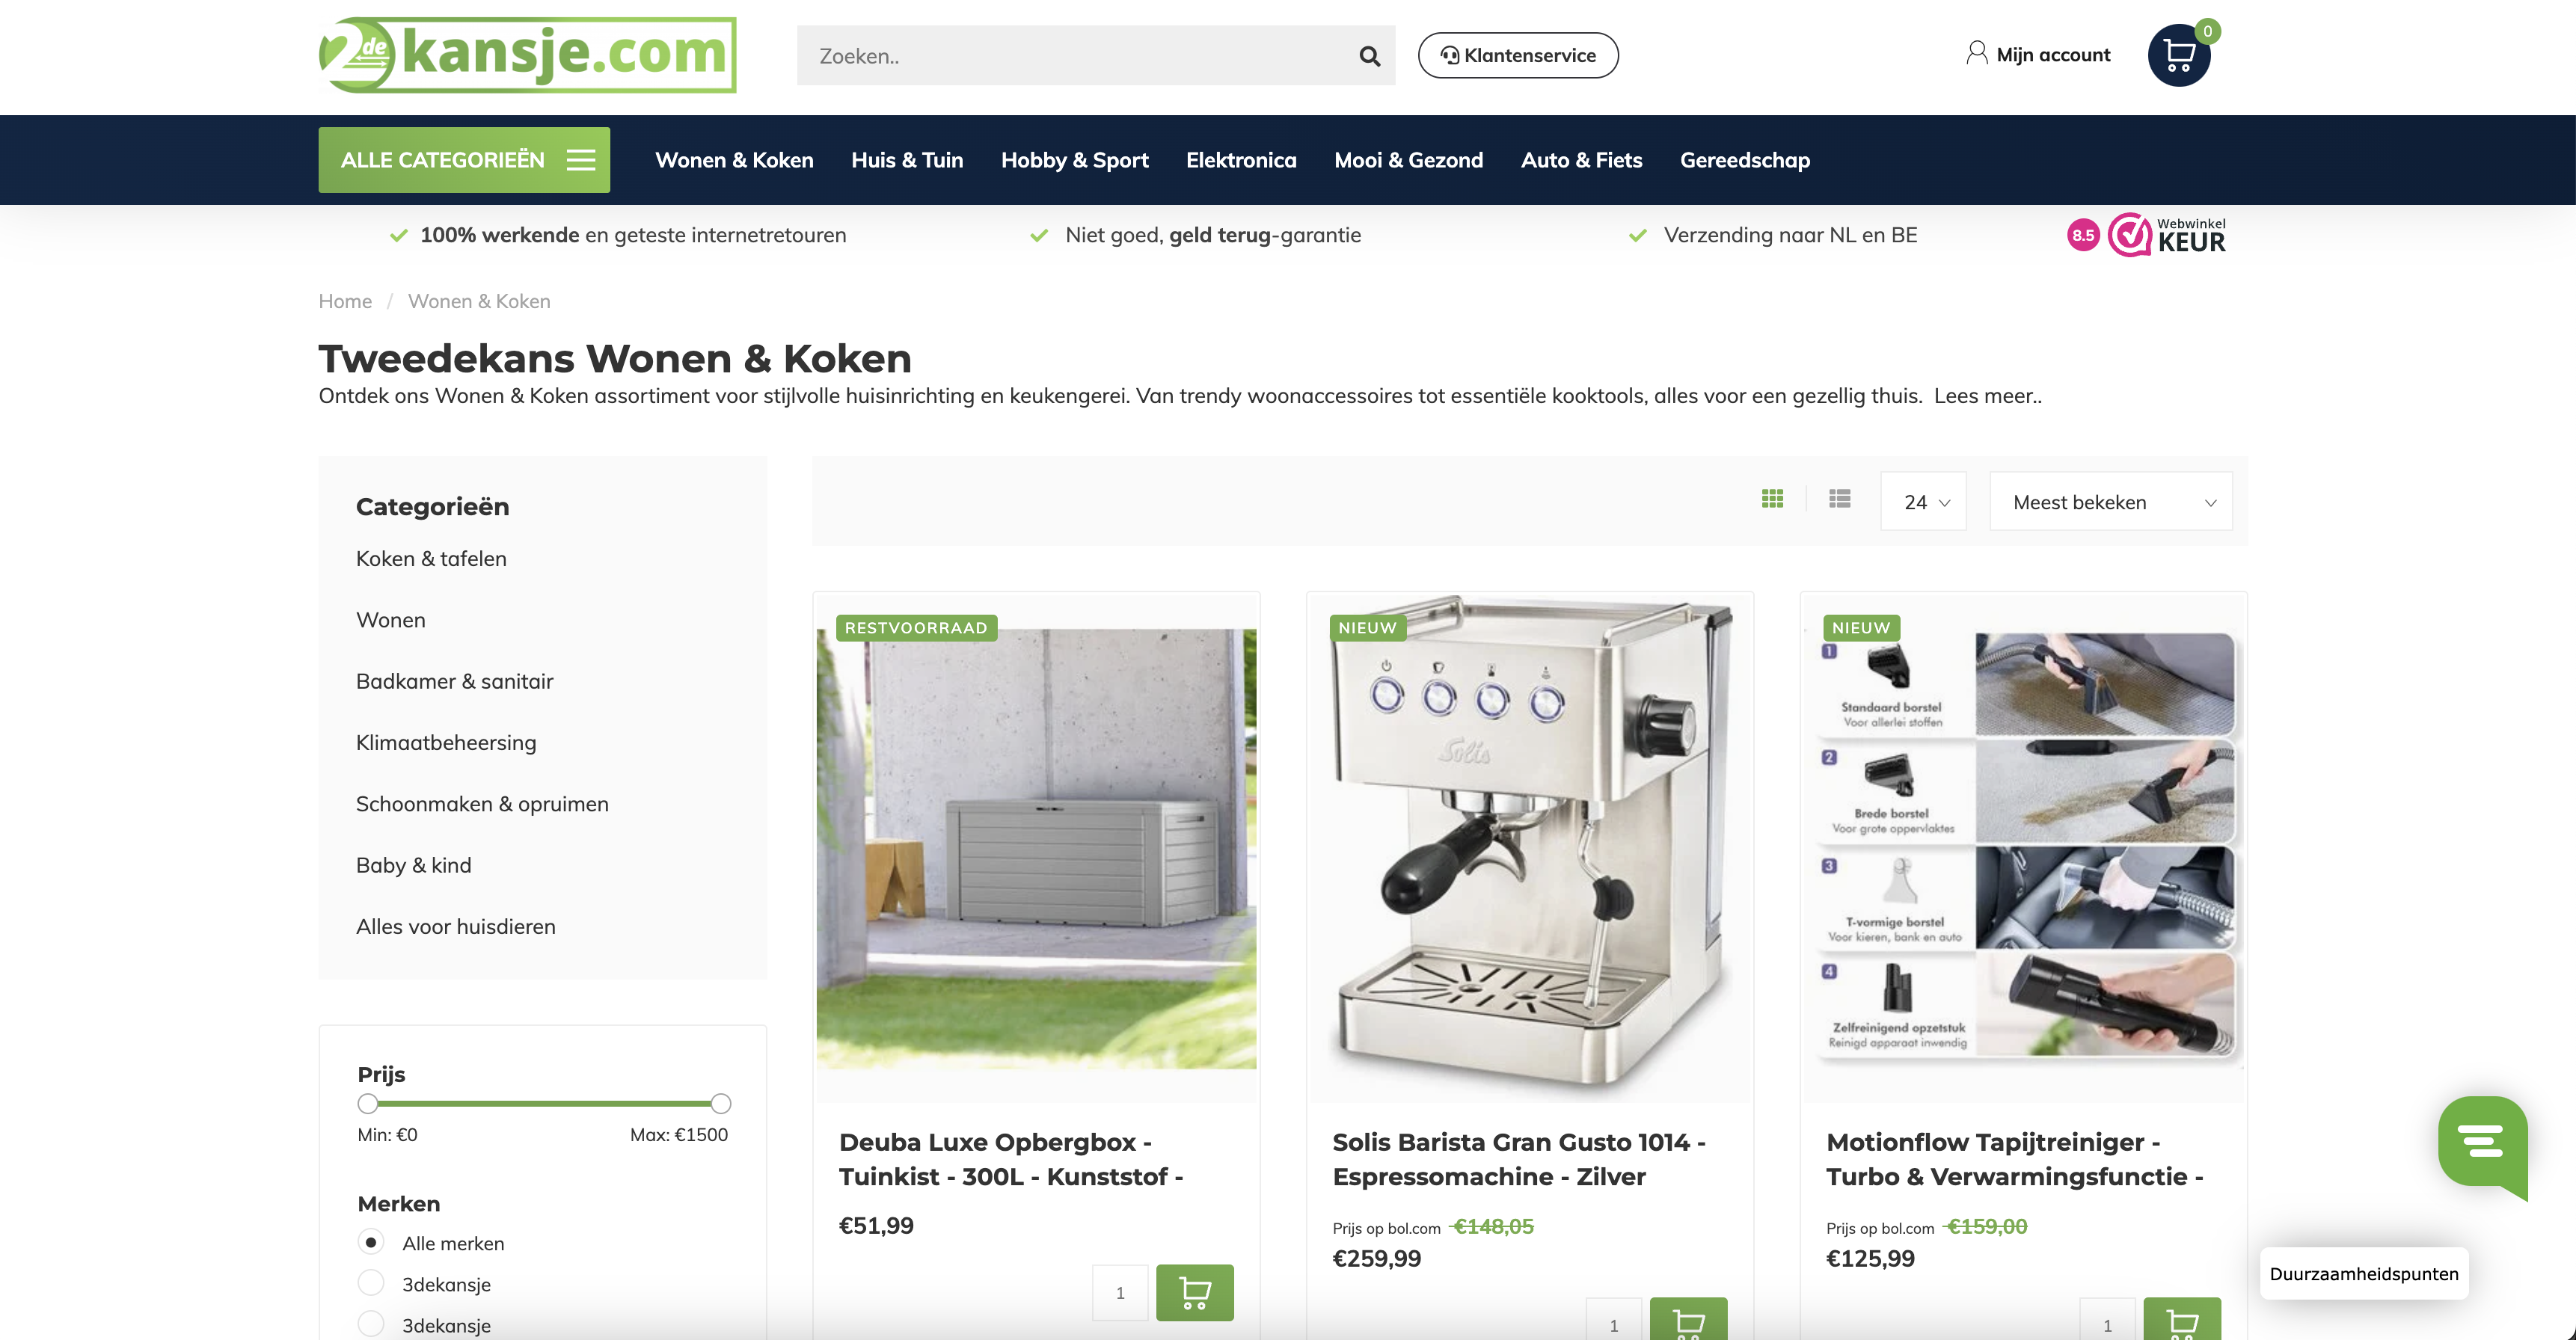 2de kansje.com
Zoeken..
Klantenservice
Mijn account
0
ALLE CATEGORIEËN
Wonen & Koken
Huis & Tuin
Hobby & Sport
Elektronica
Mooi & Gezond
Auto & Fiets
Gereedschap
100% werkende en geteste internetretouren
Niet goed, geld terug-garantie
Verzending naar NL en BE
8.5
Webwinkel
KEUR
Home / Wonen & Koken
Tweedekans Wonen & Koken
Ontdek ons Wonen & Koken assortiment voor stijlvolle huisinrichting en keukengerei. Van trendy woonaccessoires tot essentiële kooktools, alles voor een gezellig thuis. Lees meer..
Categorieën
Koken & tafelen
Wonen
Badkamer & sanitair
Klimaatbeheersing
Schoonmaken & opruimen
Baby & kind
Alles voor huisdieren
Prijs
Min: €0
Max: €1500
Merken
Alle merken
3dekansje
3dekansje
24
Meest bekeken
RESTVOORRAAD
Deuba Luxe Opbergbox -
Tuinkist - 300L - Kunststof -
€51,99
1
NIEUW
Solis
Solis Barista Gran Gusto 1014 -
Espressomachine - Zilver
Prijs op bol.com €148,05
€259,99
1
NIEUW
1
Standaard borstel
Voor allerlei stoffen
2
Brede borstel
Voor grote oppervlaktes
3
T-vormige borstel
Voor kieren, bank en auto
4
Zelfreinigend opzetstuk
Reinigd apparaat inwendig
Motionflow Tapijtreiniger -
Turbo & Verwarmingsfunctie -
Prijs op bol.com €159,00
€125,99
1
Duurzaamheidspunten